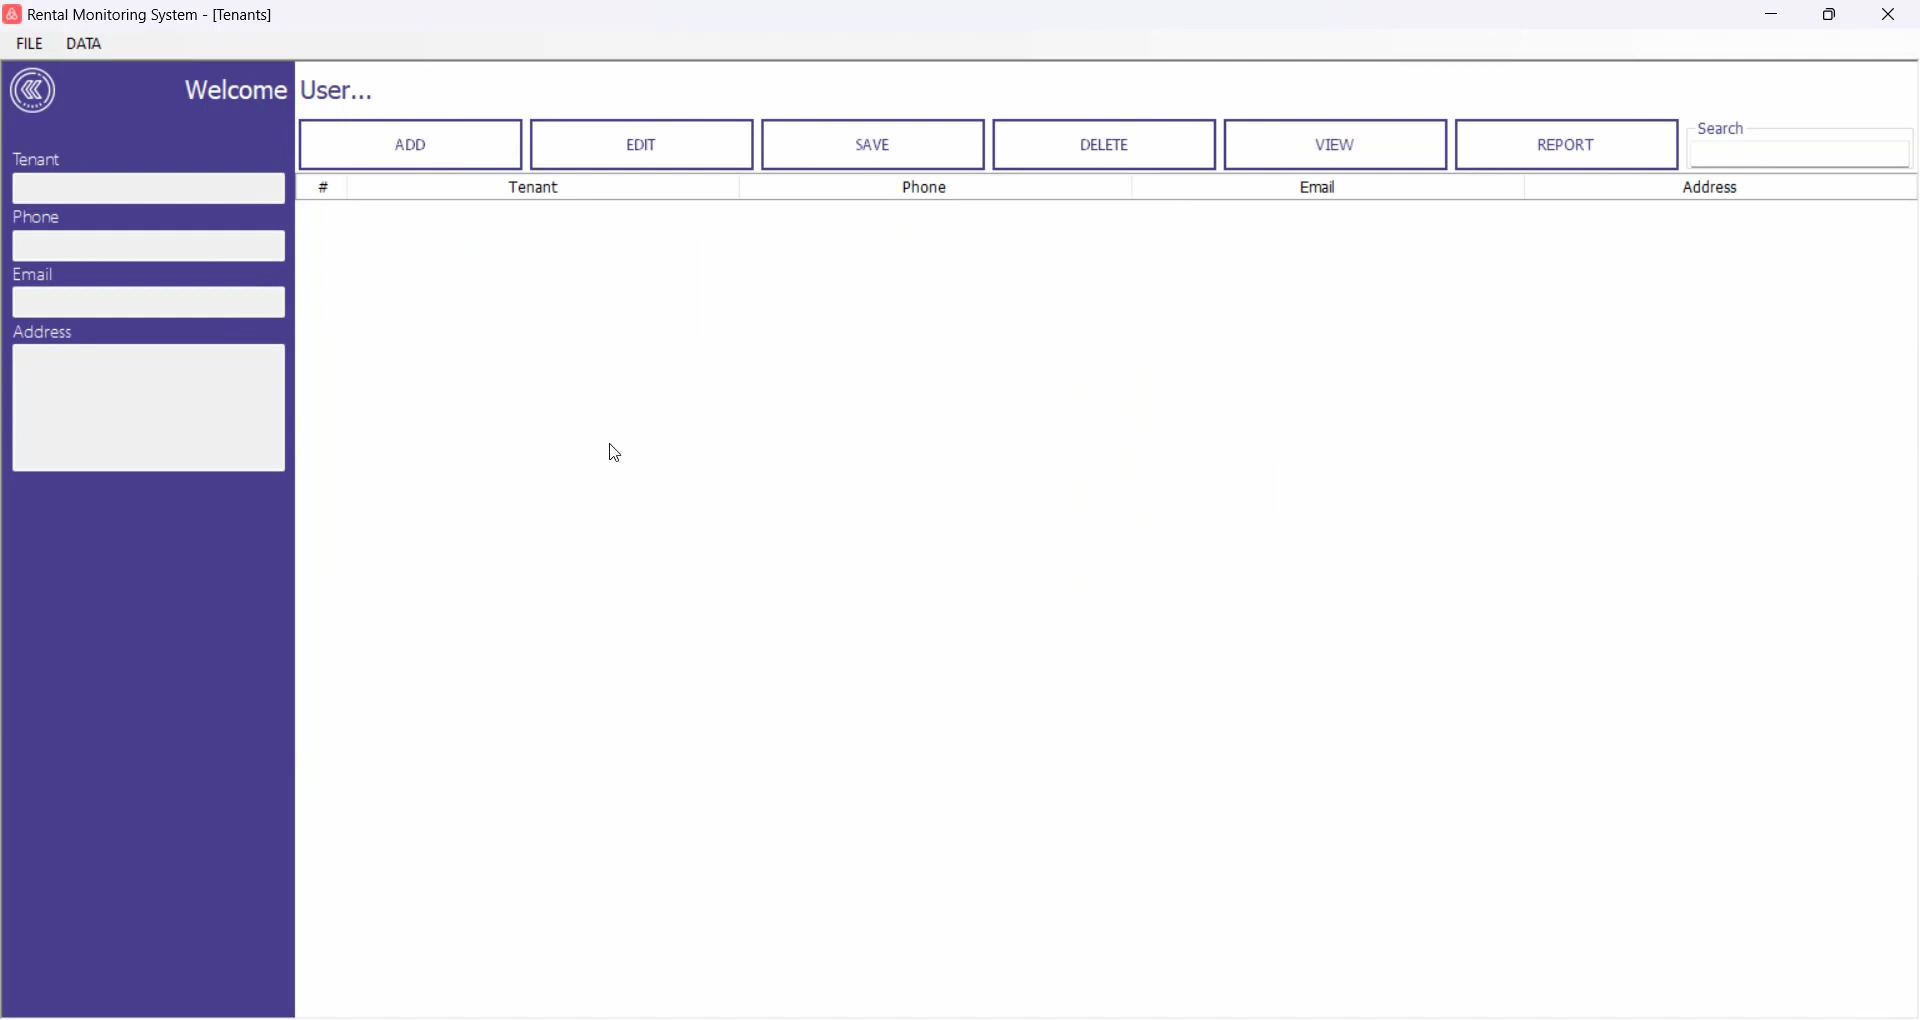 Rental Monitoring System - [Tenants]
FILE DATA
Welcome User...
ADD EDIT SAVE DELETE VIEW REPORT Search
Tenant
# Tenant Phone Email Address
Phone
Email
Address